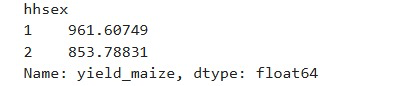 hhsex
1    961.60749
2    853.78831
Name: yield_maize, dtype: float64